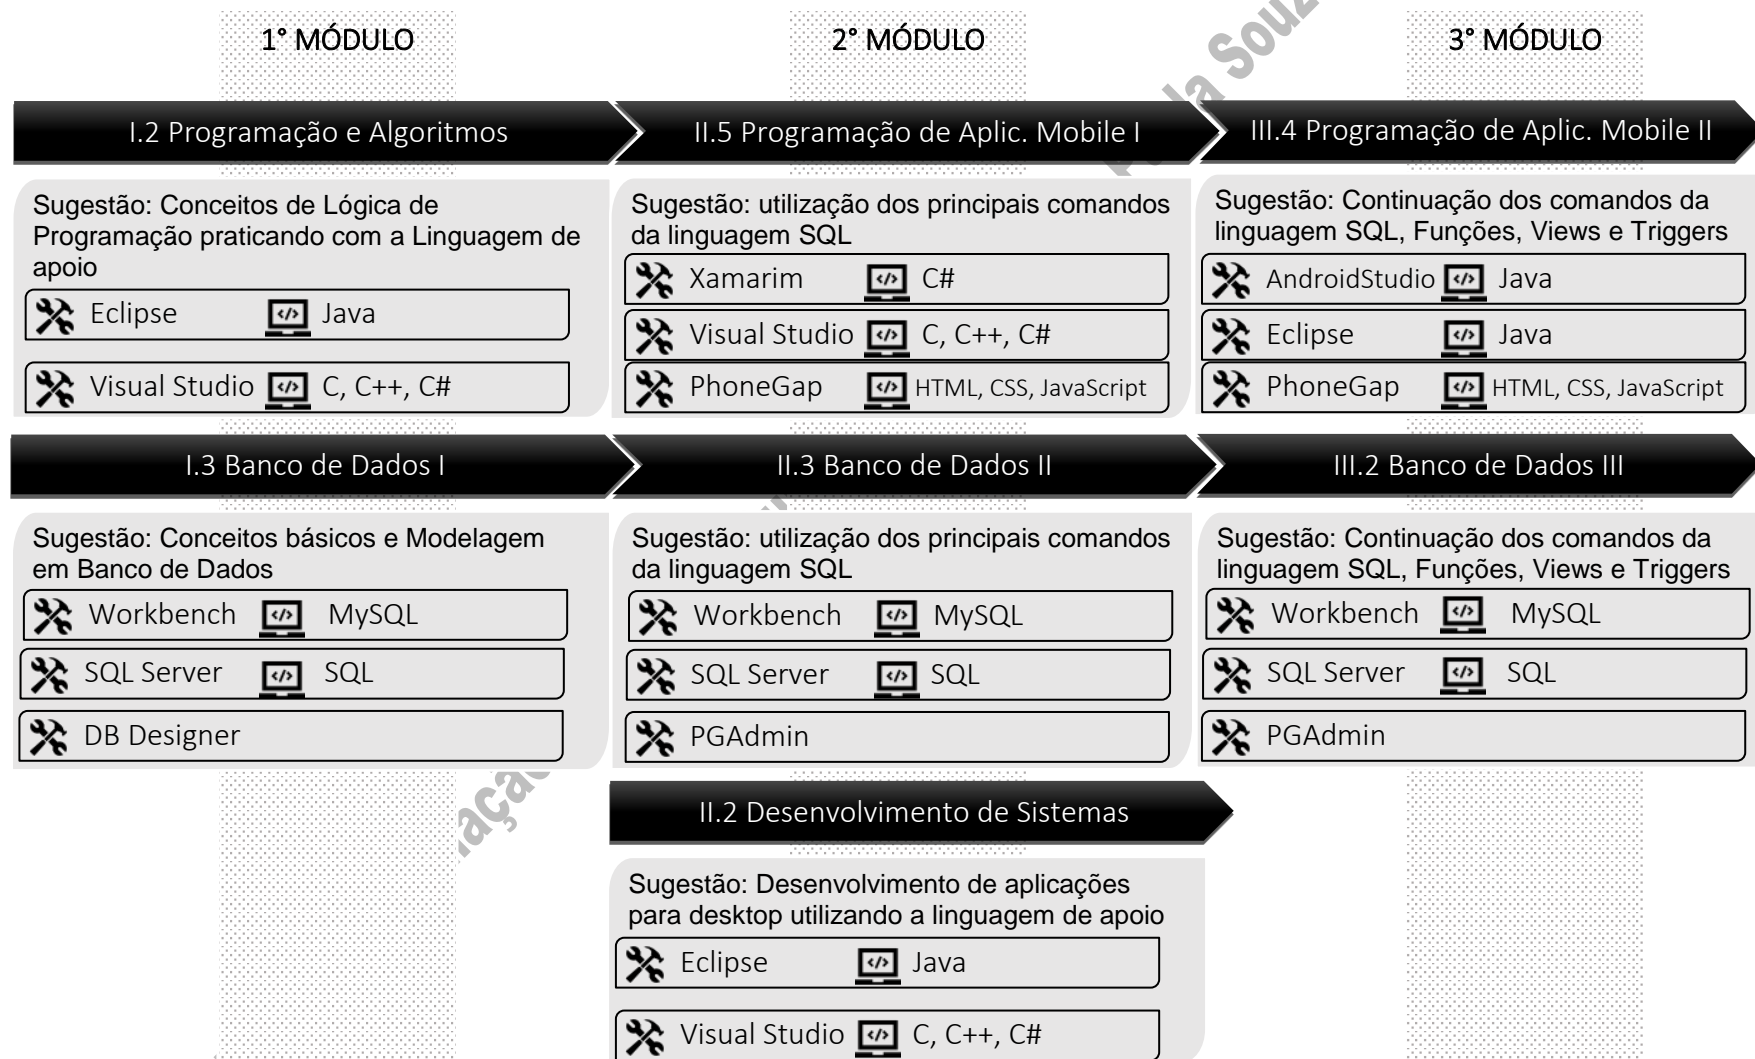 1° MÓDULO
2° MÓDULO
3° MÓDULO
I.2 Programação e Algoritmos
II.5 Programação de Aplic. Mobile I
III.4 Programação de Aplic. Mobile II
Sugestão: Conceitos de Lógica de
Programação praticando com a Linguagem de
apoio
Eclipse </> Java
Visual Studio </> C, C++, C#
Sugestão: utilização dos principais comandos
da linguagem SQL
Xamarim </> C#
Visual Studio </> C, C++, C#
PhoneGap </> HTML, CSS, JavaScript
Sugestão: Continuação dos comandos da
linguagem SQL, Funções, Views e Triggers
AndroidStudio </> Java
Eclipse </> Java
PhoneGap </> HTML, CSS, JavaScript
I.3 Banco de Dados I
II.3 Banco de Dados II
III.2 Banco de Dados III
Sugestão: Conceitos básicos e Modelagem
em Banco de Dados
Workbench </> MySQL
SQL Server </> SQL
DB Designer
Sugestão: utilização dos principais comandos
da linguagem SQL
Workbench </> MySQL
SQL Server </> SQL
PGAdmin
Sugestão: Continuação dos comandos da
linguagem SQL, Funções, Views e Triggers
Workbench </> MySQL
SQL Server </> SQL
PGAdmin
II.2 Desenvolvimento de Sistemas
Sugestão: Desenvolvimento de aplicações
para desktop utilizando a linguagem de apoio
Eclipse </> Java
Visual Studio </> C, C++, C#